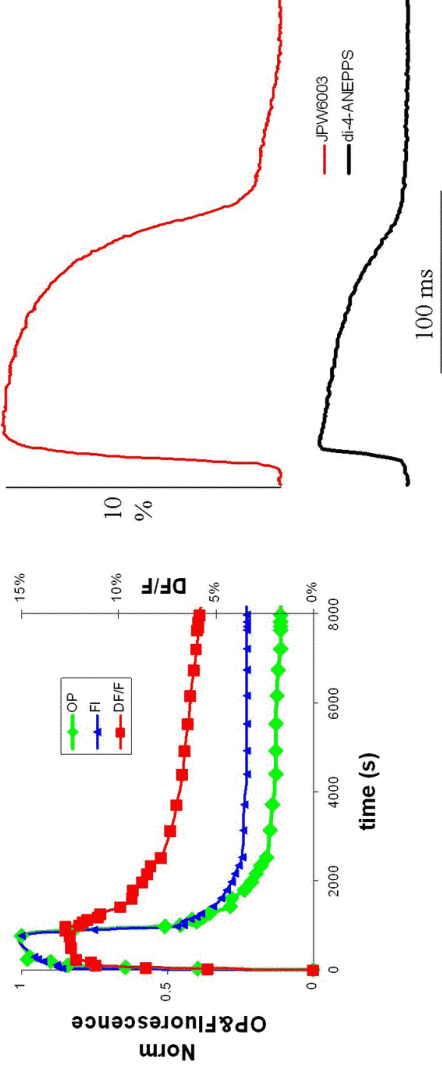 Norm
OP&Fluorescence
1
0.5
0
15%
10%
5%
0%
DF/F
OP
Fl
DF/F
0
2000
4000
6000
8000
time (s)
10
%
JPW6003
di-4-ANEPPS
100 ms